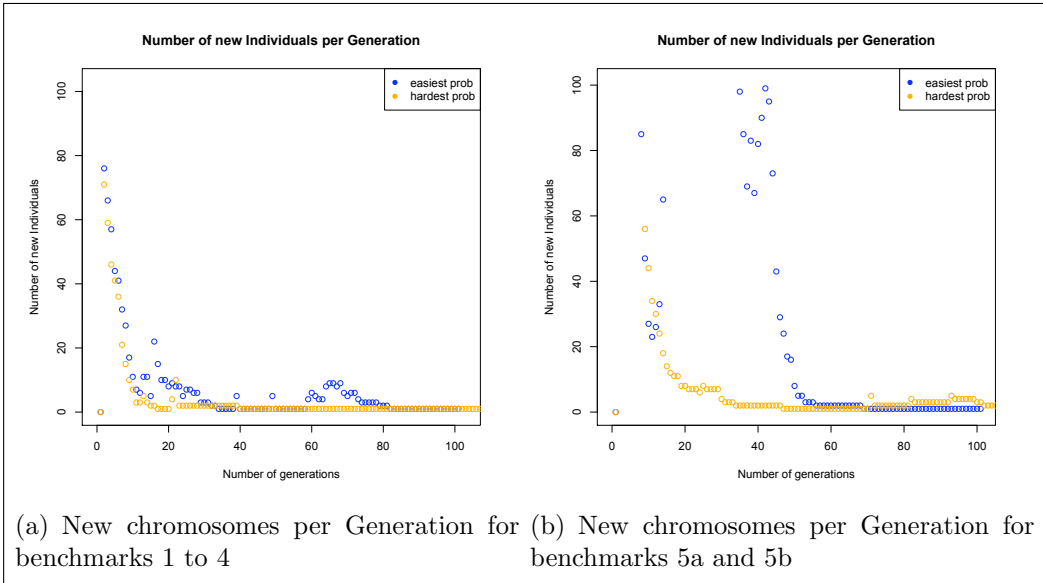 Number of new Individuals per Generation
easiest prob
hardest prob
Number of new Individuals
0
20
40
60
80
100
0
20
40
60
80
100
Number of generations
Number of new Individuals per Generation
easiest prob
hardest prob
Number of new Individuals
0
20
40
60
80
100
0
20
40
60
80
100
Number of generations
(a) New chromosomes per Generation for
benchmarks 1 to 4
(b) New chromosomes per Generation for
benchmarks 5a and 5b